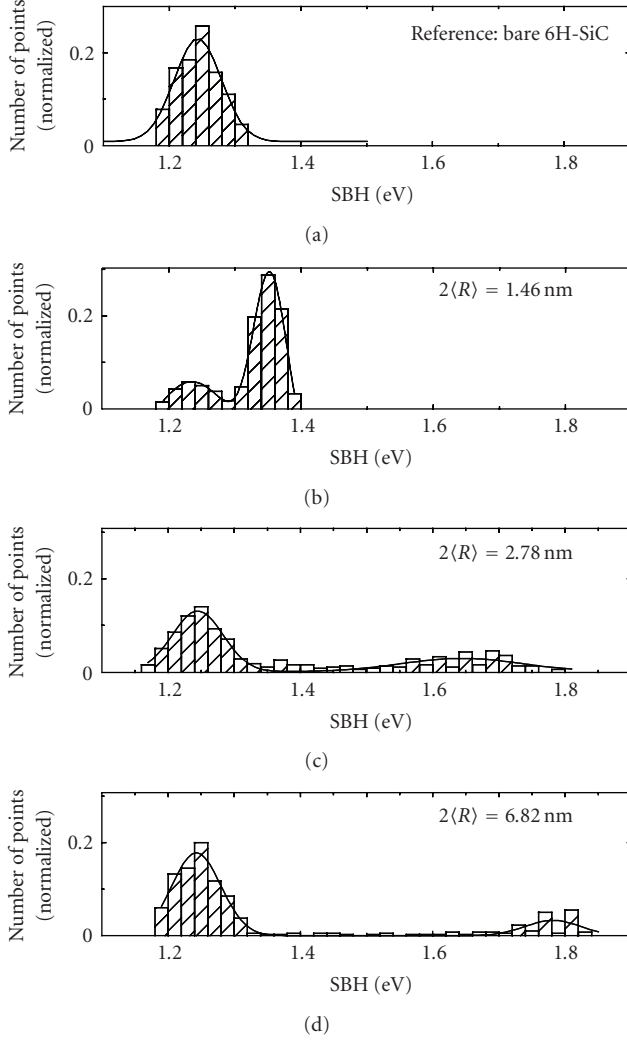 Number of points
(normalized)
0.2
0
Reference: bare 6H-SiC
1.2
1.4
1.6
1.8
SBH (eV)
(a)
Number of points
(normalized)
0.2
0
2⟨R⟩ = 1.46 nm
1.2
1.4
1.6
1.8
SBH (eV)
(b)
Number of points
(normalized)
0.2
0
2⟨R⟩ = 2.78 nm
1.2
1.4
1.6
1.8
SBH (eV)
(c)
Number of points
(normalized)
0.2
0
2⟨R⟩ = 6.82 nm
1.2
1.4
1.6
1.8
SBH (eV)
(d)